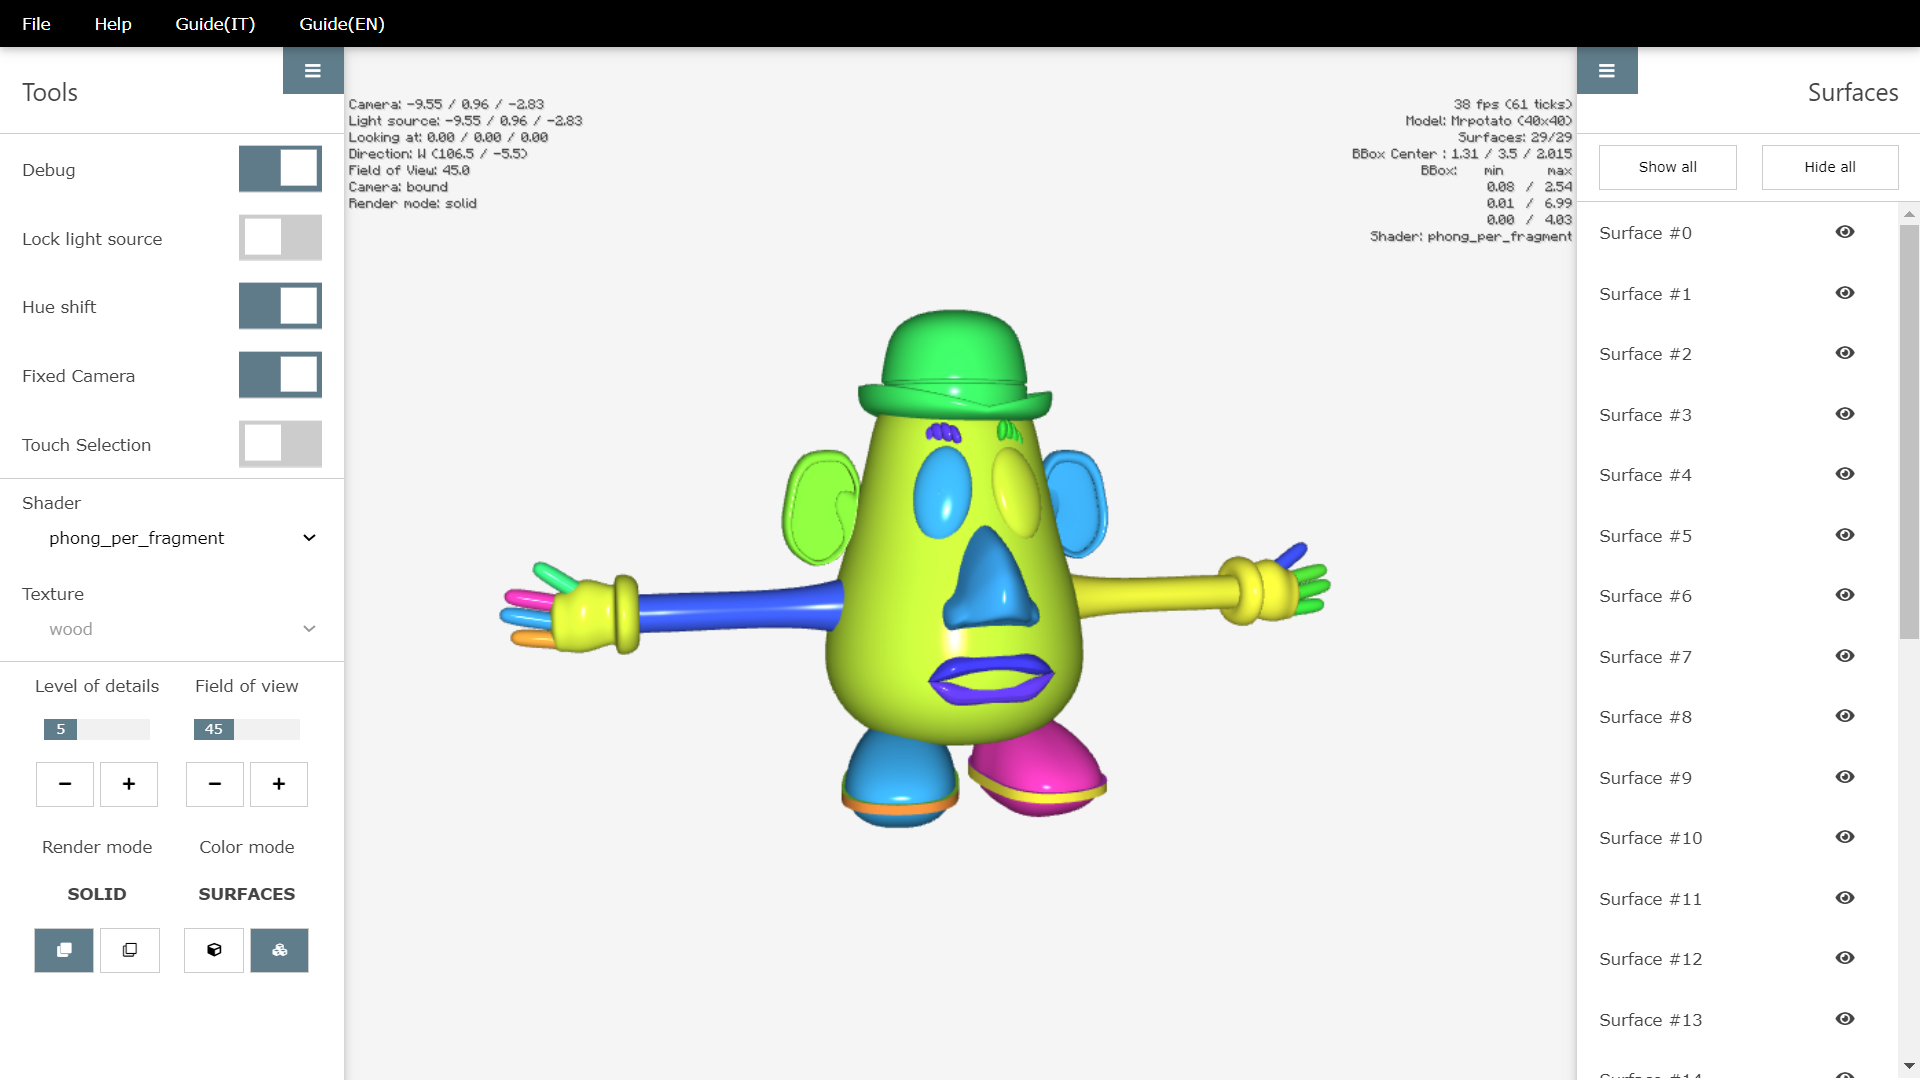 File Help Guide(IT) Guide(EN)
Tools
Debug
Lock light source
Hue shift
Fixed Camera
Touch Selection
Shader
phong_per_fragment
Texture
wood
Level of details Field of view
5 45
− + − +
Render mode Color mode
SOLID SURFACES
Camera: -9.55 / 0.96 / -2.83
Light source: -9.55 / 0.96 / -2.83
Looking at: 0.00 / 0.00 / 0.00
Direction: W (106.5 / -5.5)
Field of View: 45.0
Camera: bound
Render mode: solid
38 fps (61 ticks)
Model: Mrpotato (40x40)
Surfaces: 29/29
BBox Center : 1.31 / 3.5 / 2.015
BBox: min max
0.08 / 2.54
0.01 / 6.99
0.00 / 4.03
Shader: phong_per_fragment
Surfaces
Show all Hide all
Surface #0
Surface #1
Surface #2
Surface #3
Surface #4
Surface #5
Surface #6
Surface #7
Surface #8
Surface #9
Surface #10
Surface #11
Surface #12
Surface #13